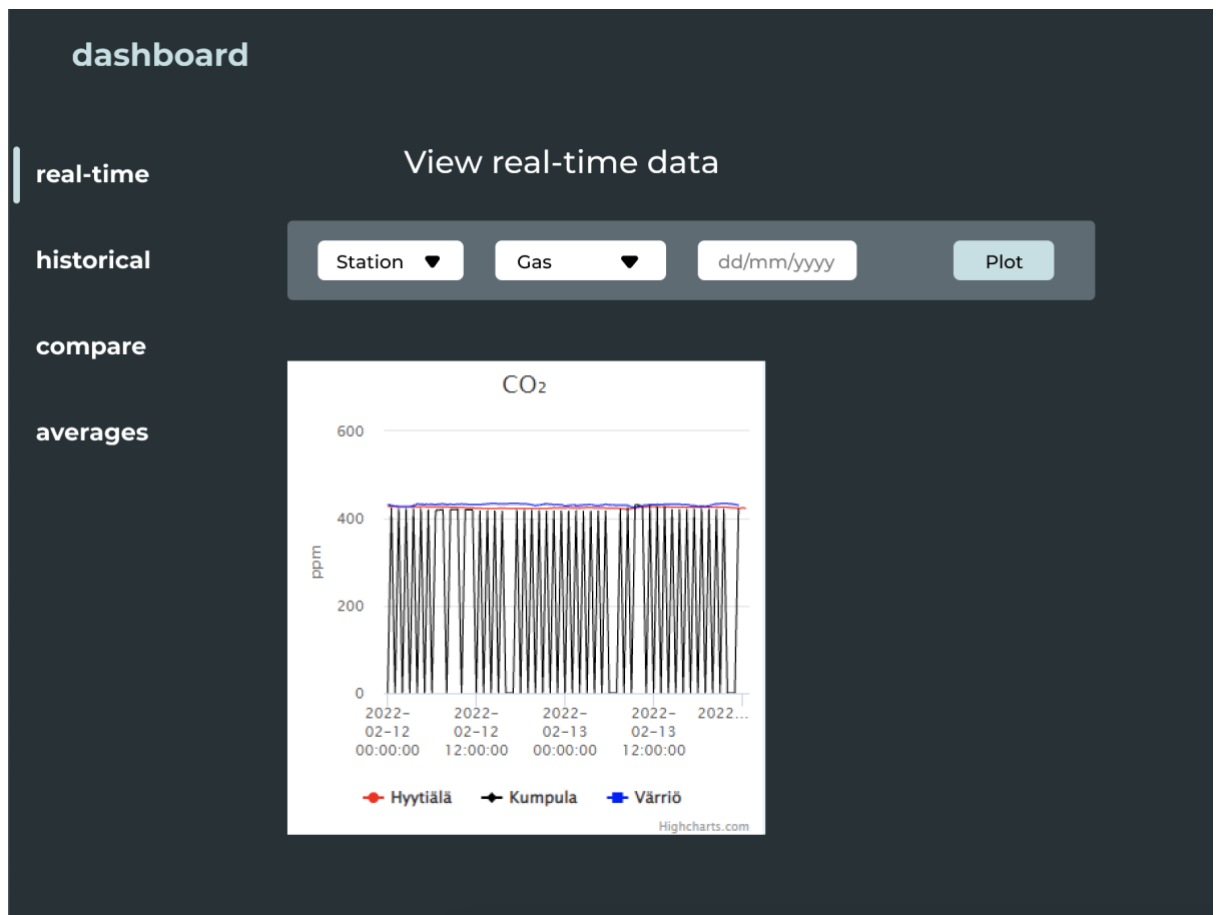 dashboard
real-time
historical
compare
averages
View real-time data
Station
Gas
dd/mm/yyyy
Plot
CO₂
600
400
200
0
ppm
2022-
02-12
00:00:00
2022-
02-12
12:00:00
2022-
02-13
00:00:00
2022-
02-13
12:00:00
2022...
Hyytiälä Kumpula Värriö
Highcharts.com